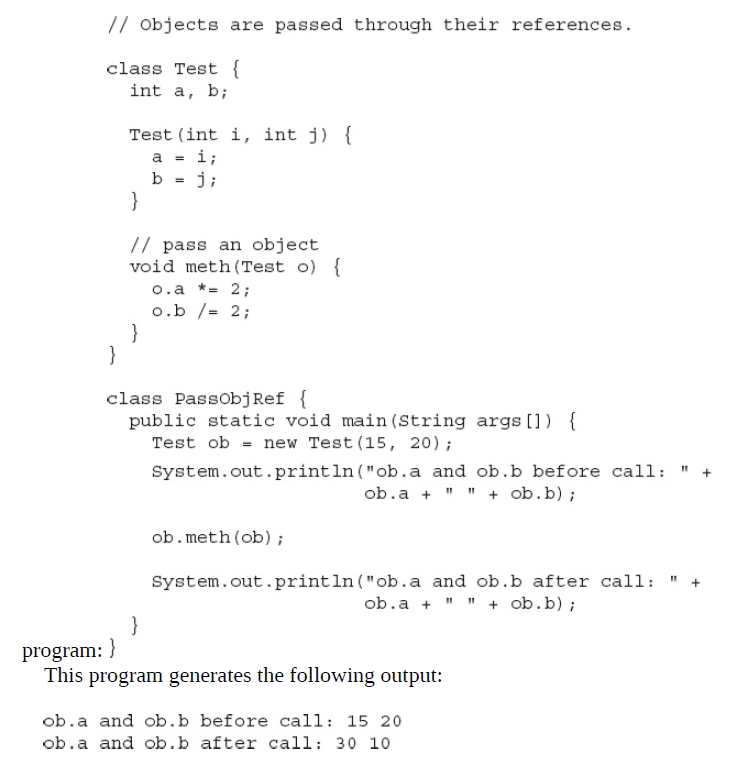 // Objects are passed through their references.
class Test {
int a, b;
Test(int i, int j) {
a = i;
b = j;
}
// pass an object
void meth(Test o) {
o.a *= 2;
o.b /= 2;
}
}
class PassObjRef {
public static void main(String args[]) {
Test ob = new Test(15, 20);
System.out.println("ob.a and ob.b before call: " +
ob.a + " " + ob.b);
ob.meth(ob);
System.out.println("ob.a and ob.b after call: " +
ob.a + " " + ob.b);
}
program: }
This program generates the following output:
ob.a and ob.b before call: 15 20
ob.a and ob.b after call: 30 10